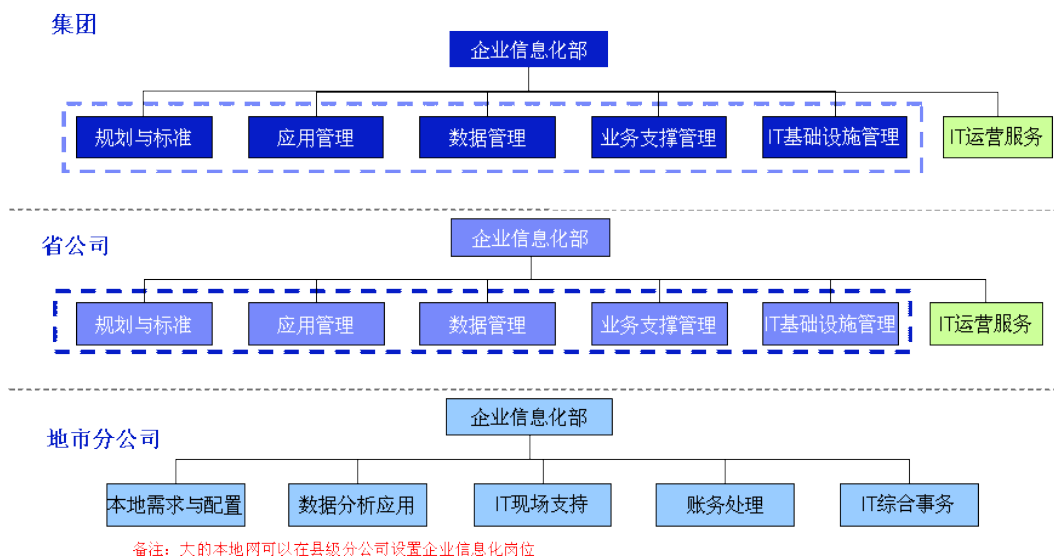 集团
企业信息化部
规划与标准
应用管理
数据管理
业务支撑管理
IT基础设施管理
IT运营服务
省公司
企业信息化部
规划与标准
应用管理
数据管理
业务支撑管理
IT基础设施管理
IT运营服务
地市分公司
企业信息化部
本地需求与配置
数据分析应用
IT现场支持
账务处理
IT综合事务
备注：大的本地网可以在县级分公司设置企业信息化岗位